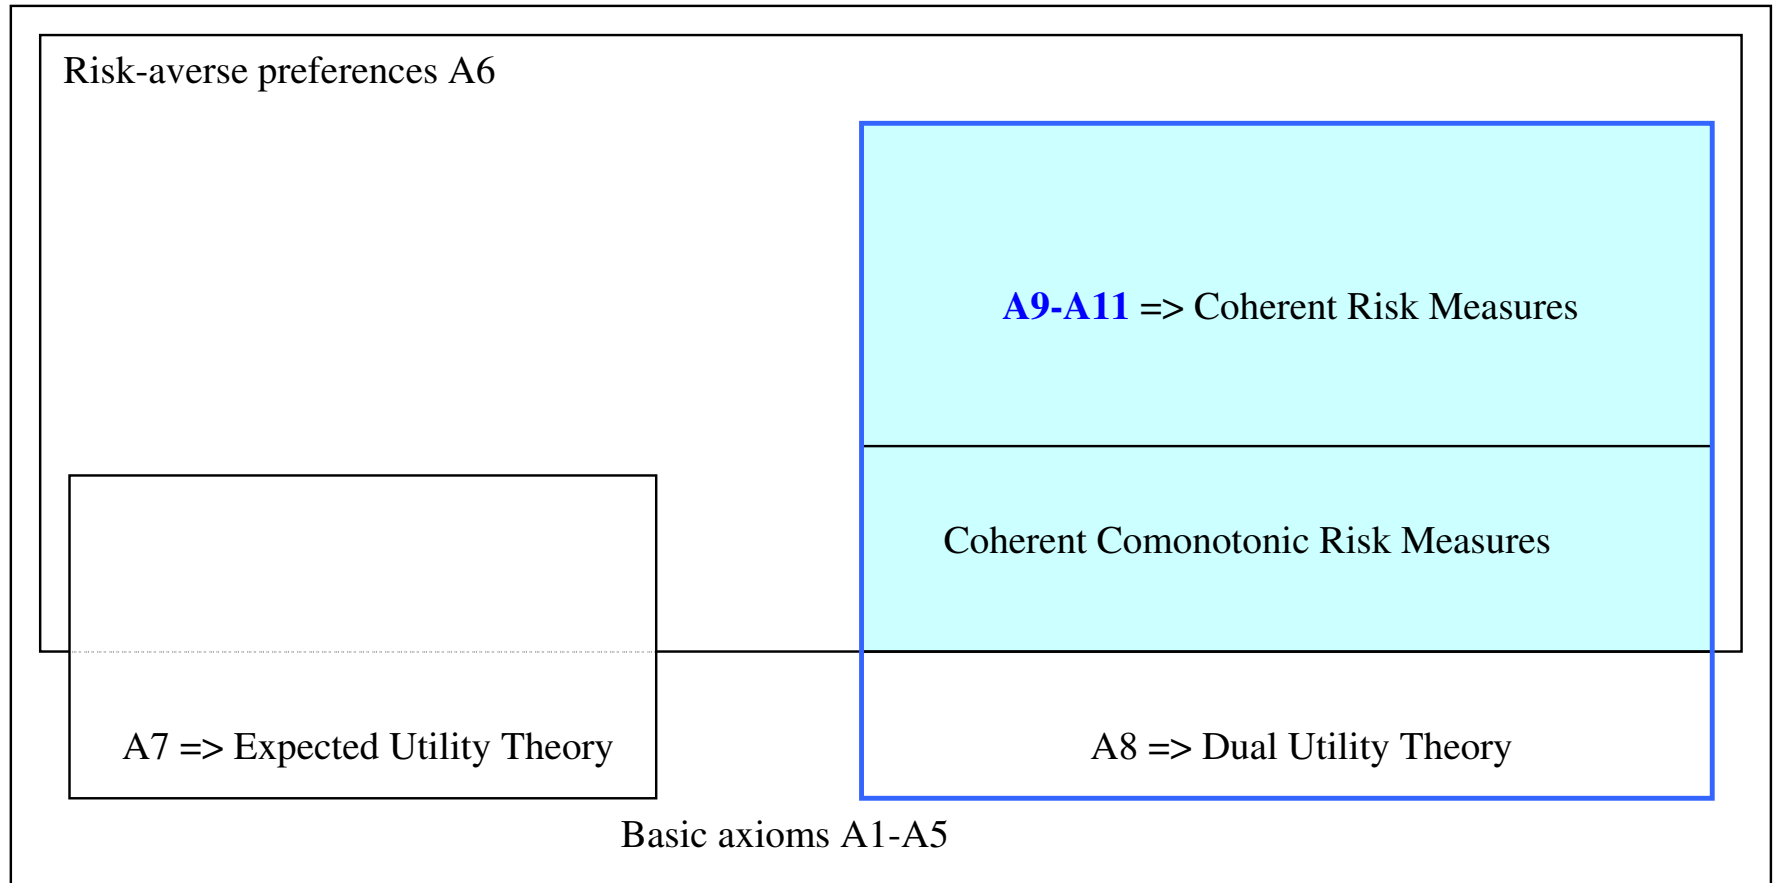 Risk-averse preferences A6
A9-A11 => Coherent Risk Measures
Coherent Comonotonic Risk Measures
A7 => Expected Utility Theory
A8 => Dual Utility Theory
Basic axioms A1-A5